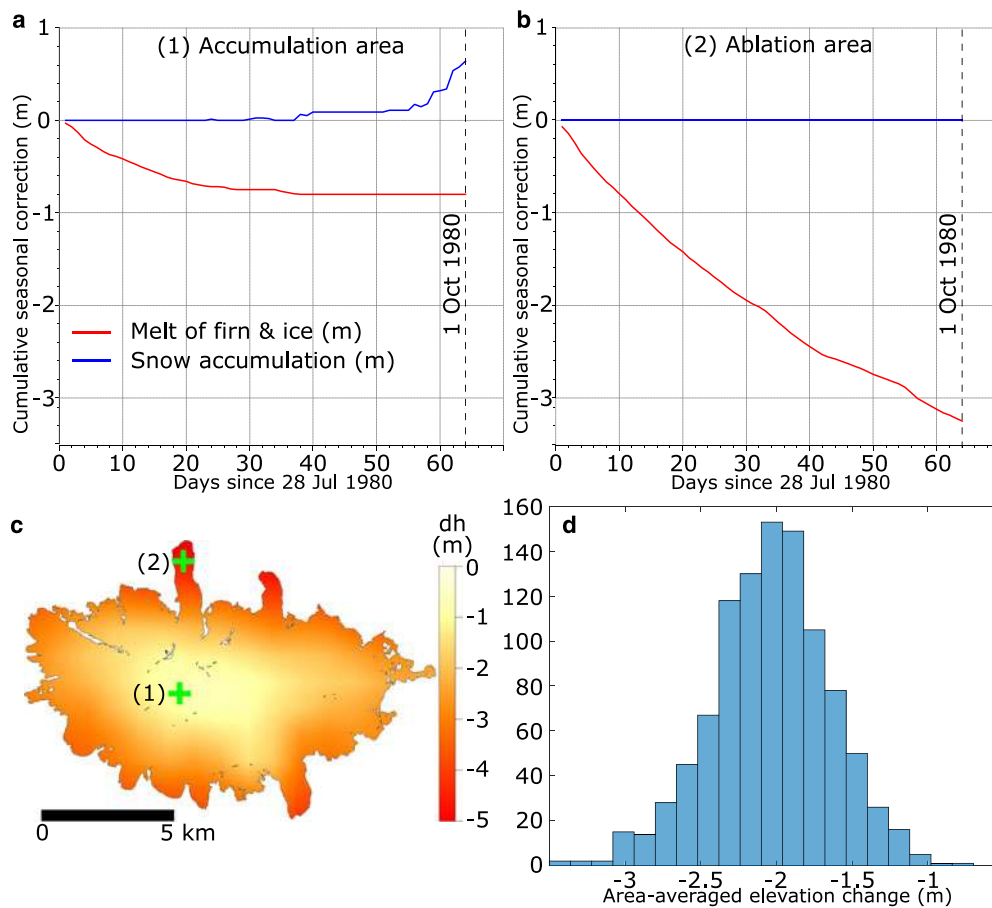 a
(1) Accumulation area
Cumulative seasonal correction (m)
1
0
-1
-2
-3
1 Oct 1980
Melt of firn & ice (m)
Snow accumulation (m)
0 10 20 30 40 50 60
Days since 28 Jul 1980
b
(2) Ablation area
Cumulative seasonal correction (m)
1
0
-1
-2
-3
1 Oct 1980
0 10 20 30 40 50 60
Days since 28 Jul 1980
c
(2)
(1)
dh
(m)
0
-1
-2
-3
-4
-5
0 5 km
d
160
140
120
100
80
60
40
20
0
-3 -2.5 -2 -1.5 -1
Area-averaged elevation change (m)